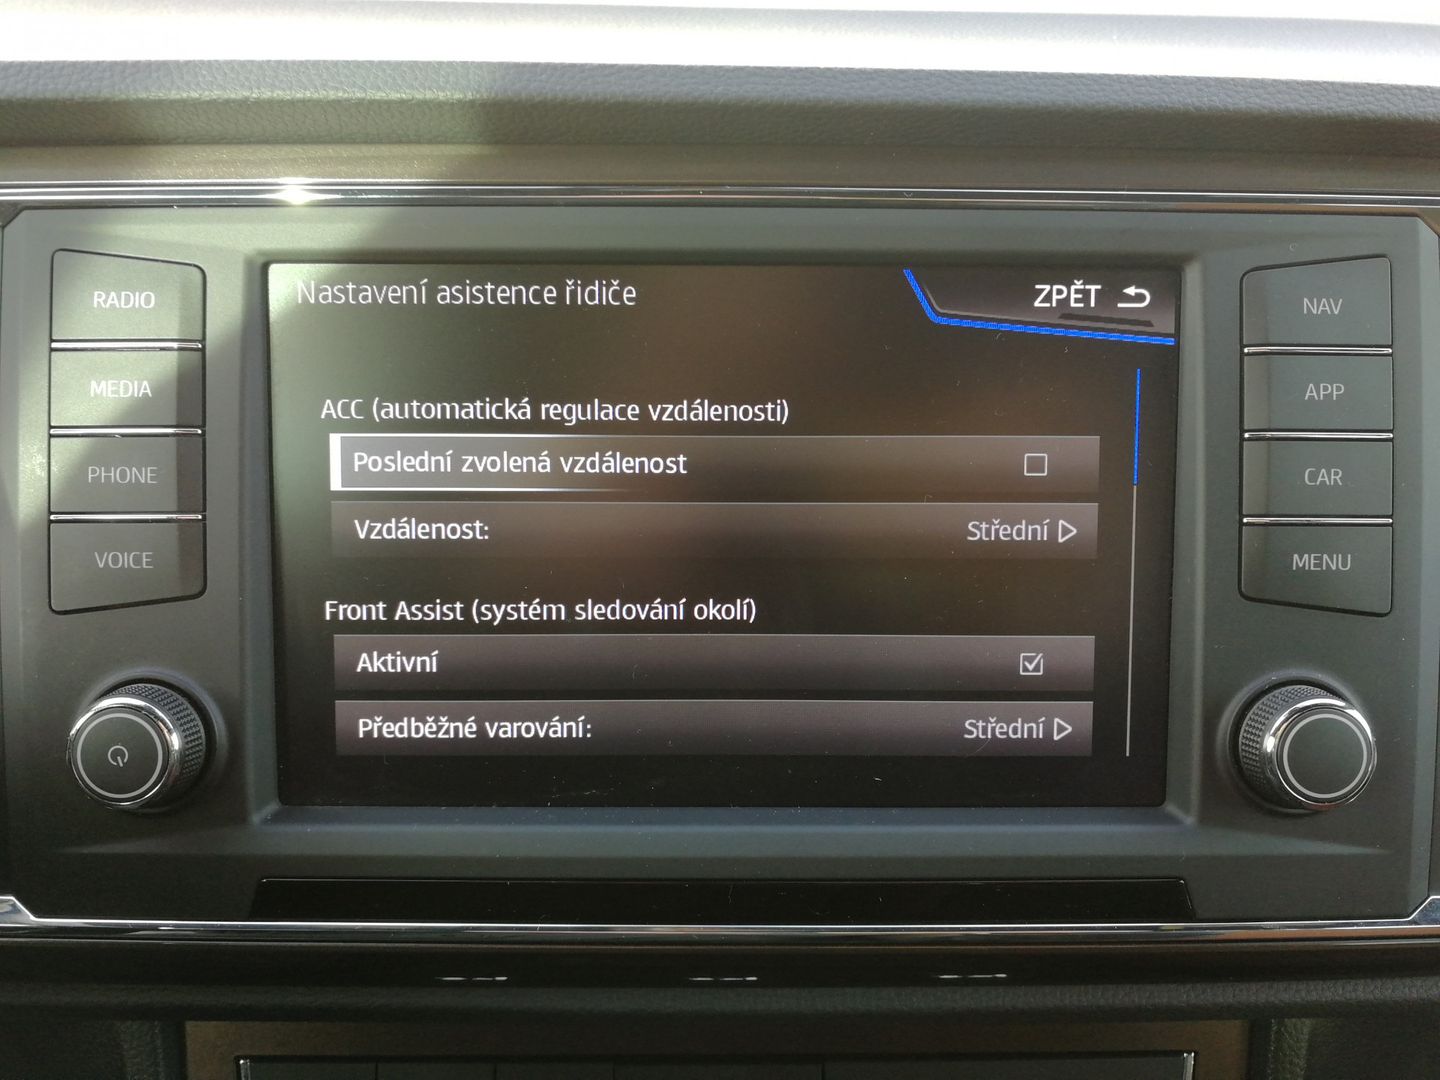 Nastavení asistence řidiče
ZPĚT
ACC (automatická regulace vzdálenosti)
Poslední zvolená vzdálenost
Vzdálenost: Střední
Front Assist (systém sledování okolí)
Aktivní
Předběžné varování: Střední
RADIO
MEDIA
PHONE
VOICE
NAV
APP
CAR
MENU